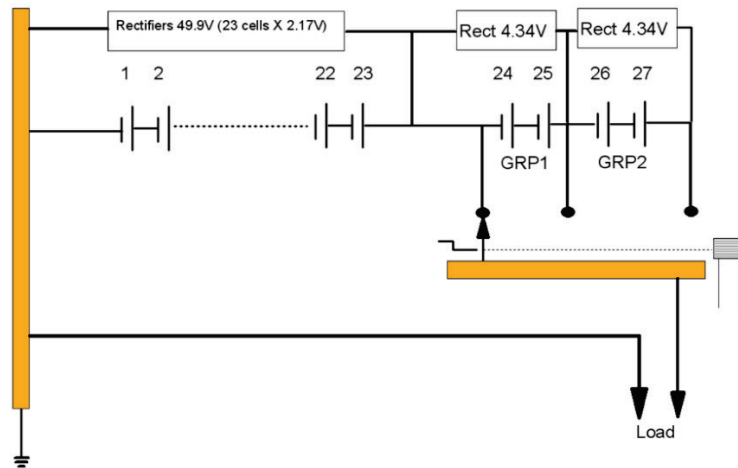 Rectifiers 49.9V (23 cells X 2.17V)
Rect 4.34V
Rect 4.34V
1 2 22 23 24 25 26 27
GRP1 GRP2
Load